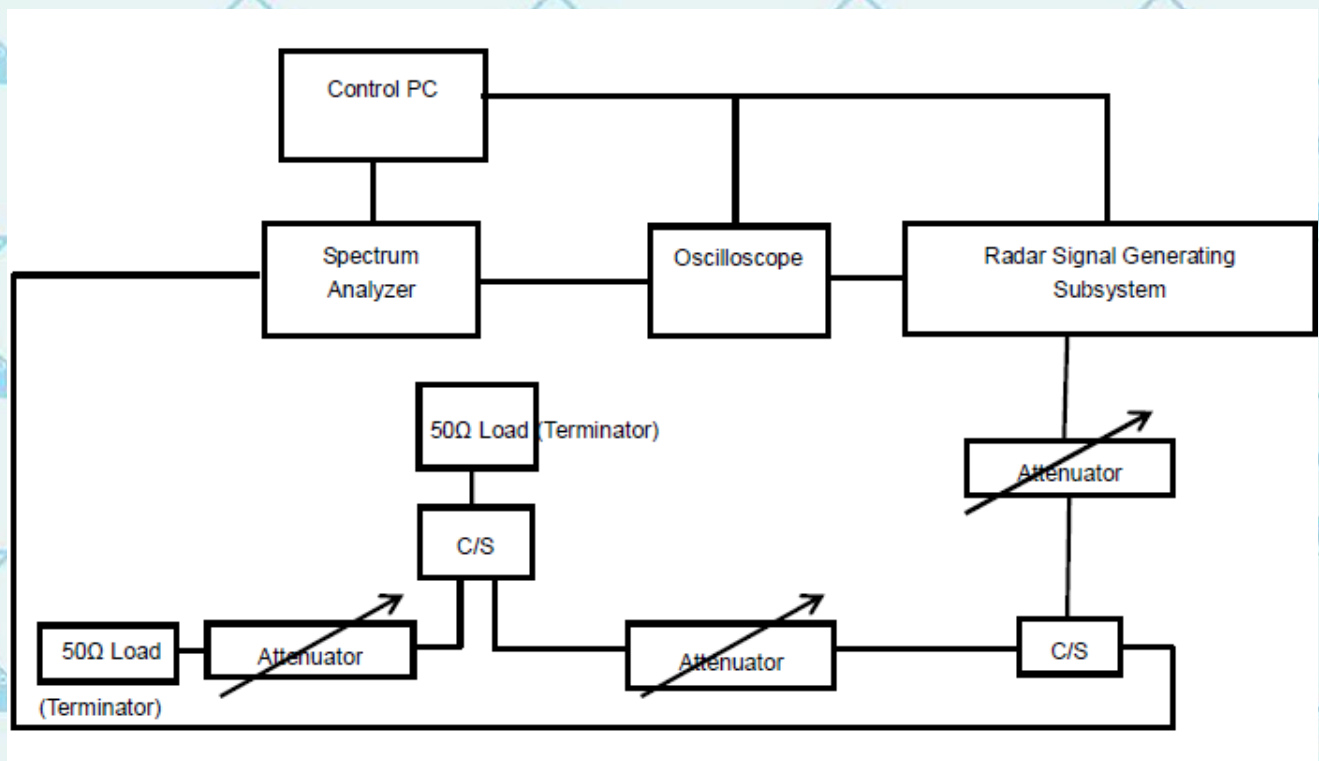 Control PC
Spectrum
Analyzer
Oscilloscope
Radar Signal Generating
Subsystem
50Ω Load (Terminator)
Attenuator
C/S
50Ω Load
(Terminator)
Attenuator
Attenuator
C/S